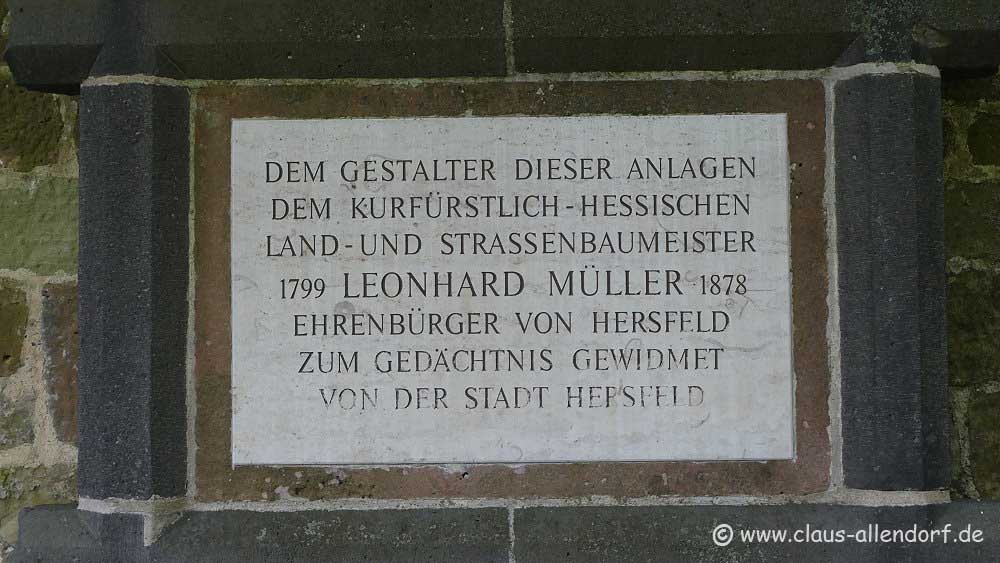 DEM GESTALTER DIESER ANLAGEN
DEM KURFÜRSTLICH-HESSISCHEN
LAND-UND STRASSENBAUMEISTER
1799 LEONHARD MÜLLER 1878
EHRENBÜRGER VON HERSFELD
ZUM GEDÄCHTNIS GEWIDMET
VON DER STADT HERSFELD
© www.claus-allendorf.de